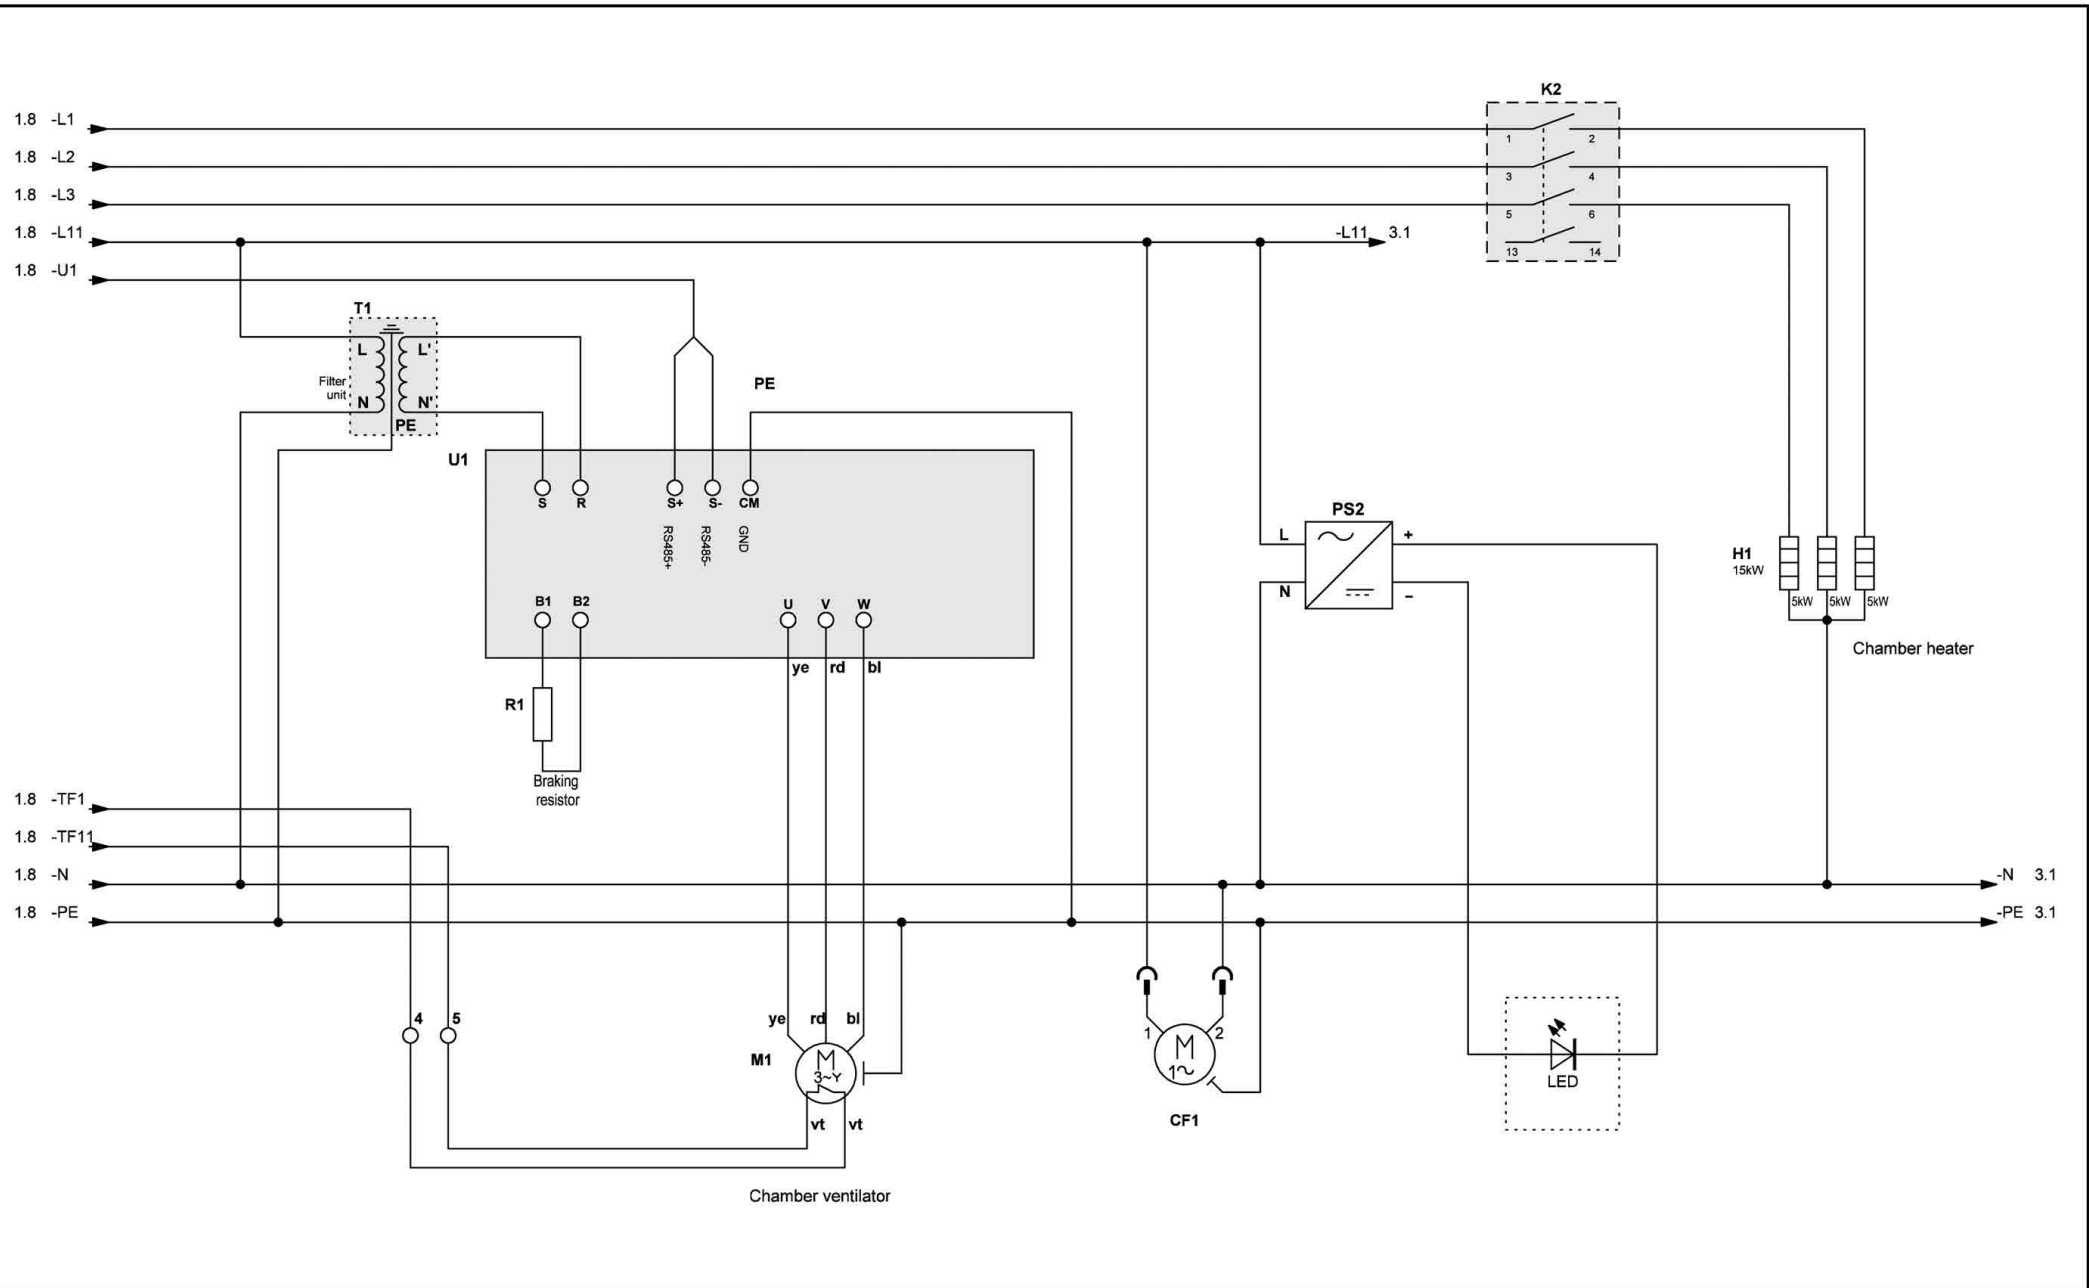 K2
1.8 -L1
1 2
1.8 -L2
3 4
1.8 -L3
5 6
1.8 -L11
-L11 3.1
13 14
1.8 -U1
T1
L L'
Filter
unit
N N'
PE
PE
U1
S R S+ S- CM
RS485+ RS485- GND
B1 B2 U V W
ye rd bl
R1
Braking
resistor
PS2
L +
N -
H1
15kW
5kW 5kW 5kW
Chamber heater
1.8 -TF1
1.8 -TF11
1.8 -N
-N 3.1
1.8 -PE
-PE 3.1
4 5
ye rd bl
M1
M
3~Y
vt vt
Chamber ventilator
1 2
M
1~
CF1
LED